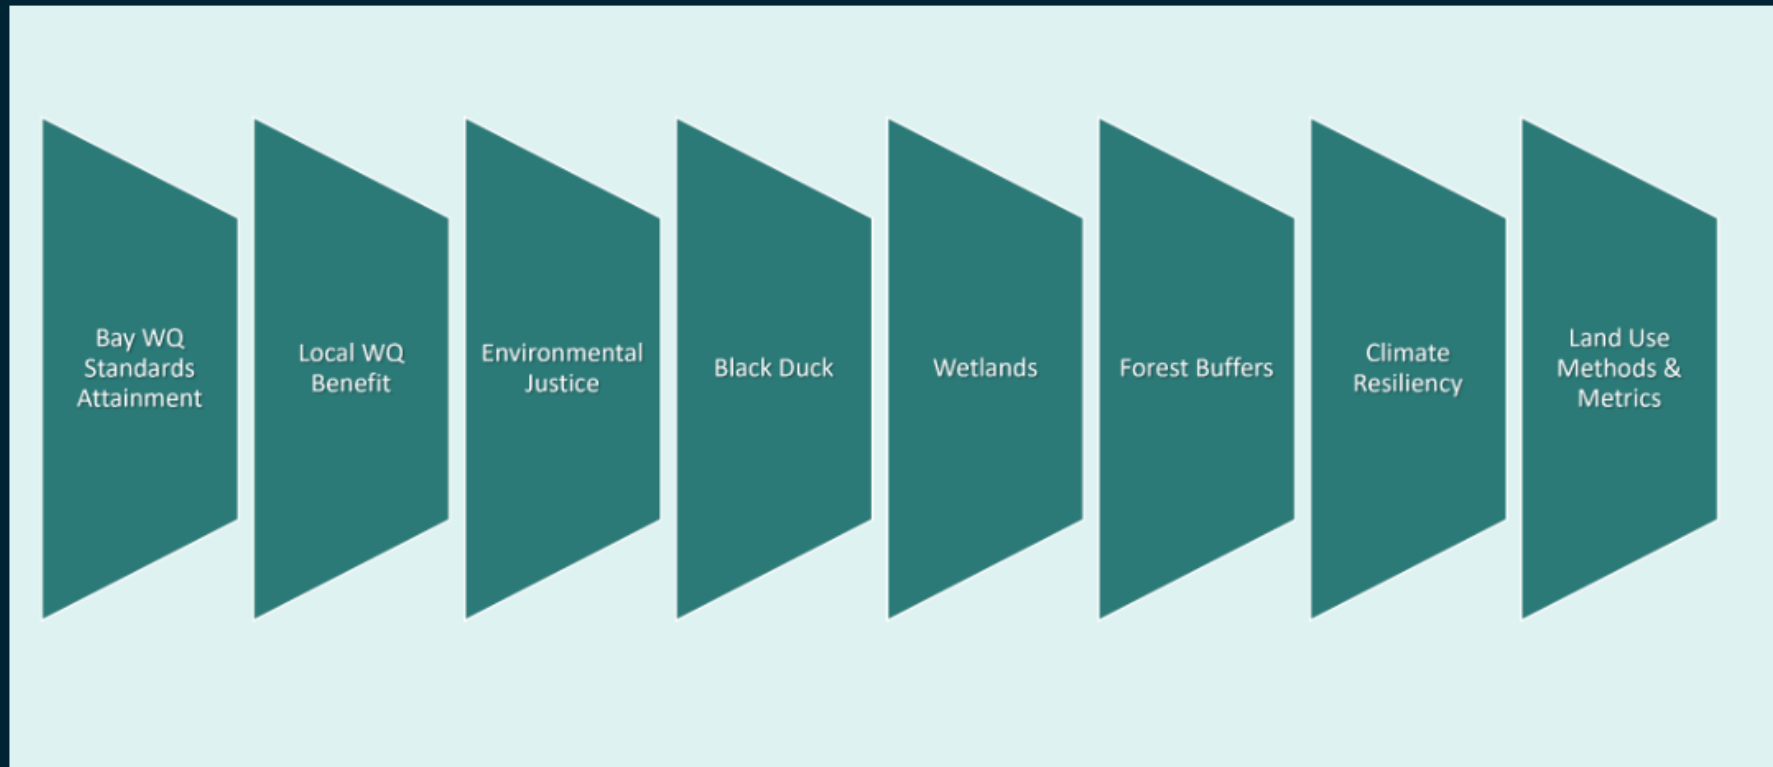 Bay WQ
Standards
Attainment
Local WQ
Benefit
Environmental
Justice
Black Duck
Wetlands
Forest Buffers
Climate
Resiliency
Land Use
Methods &
Metrics